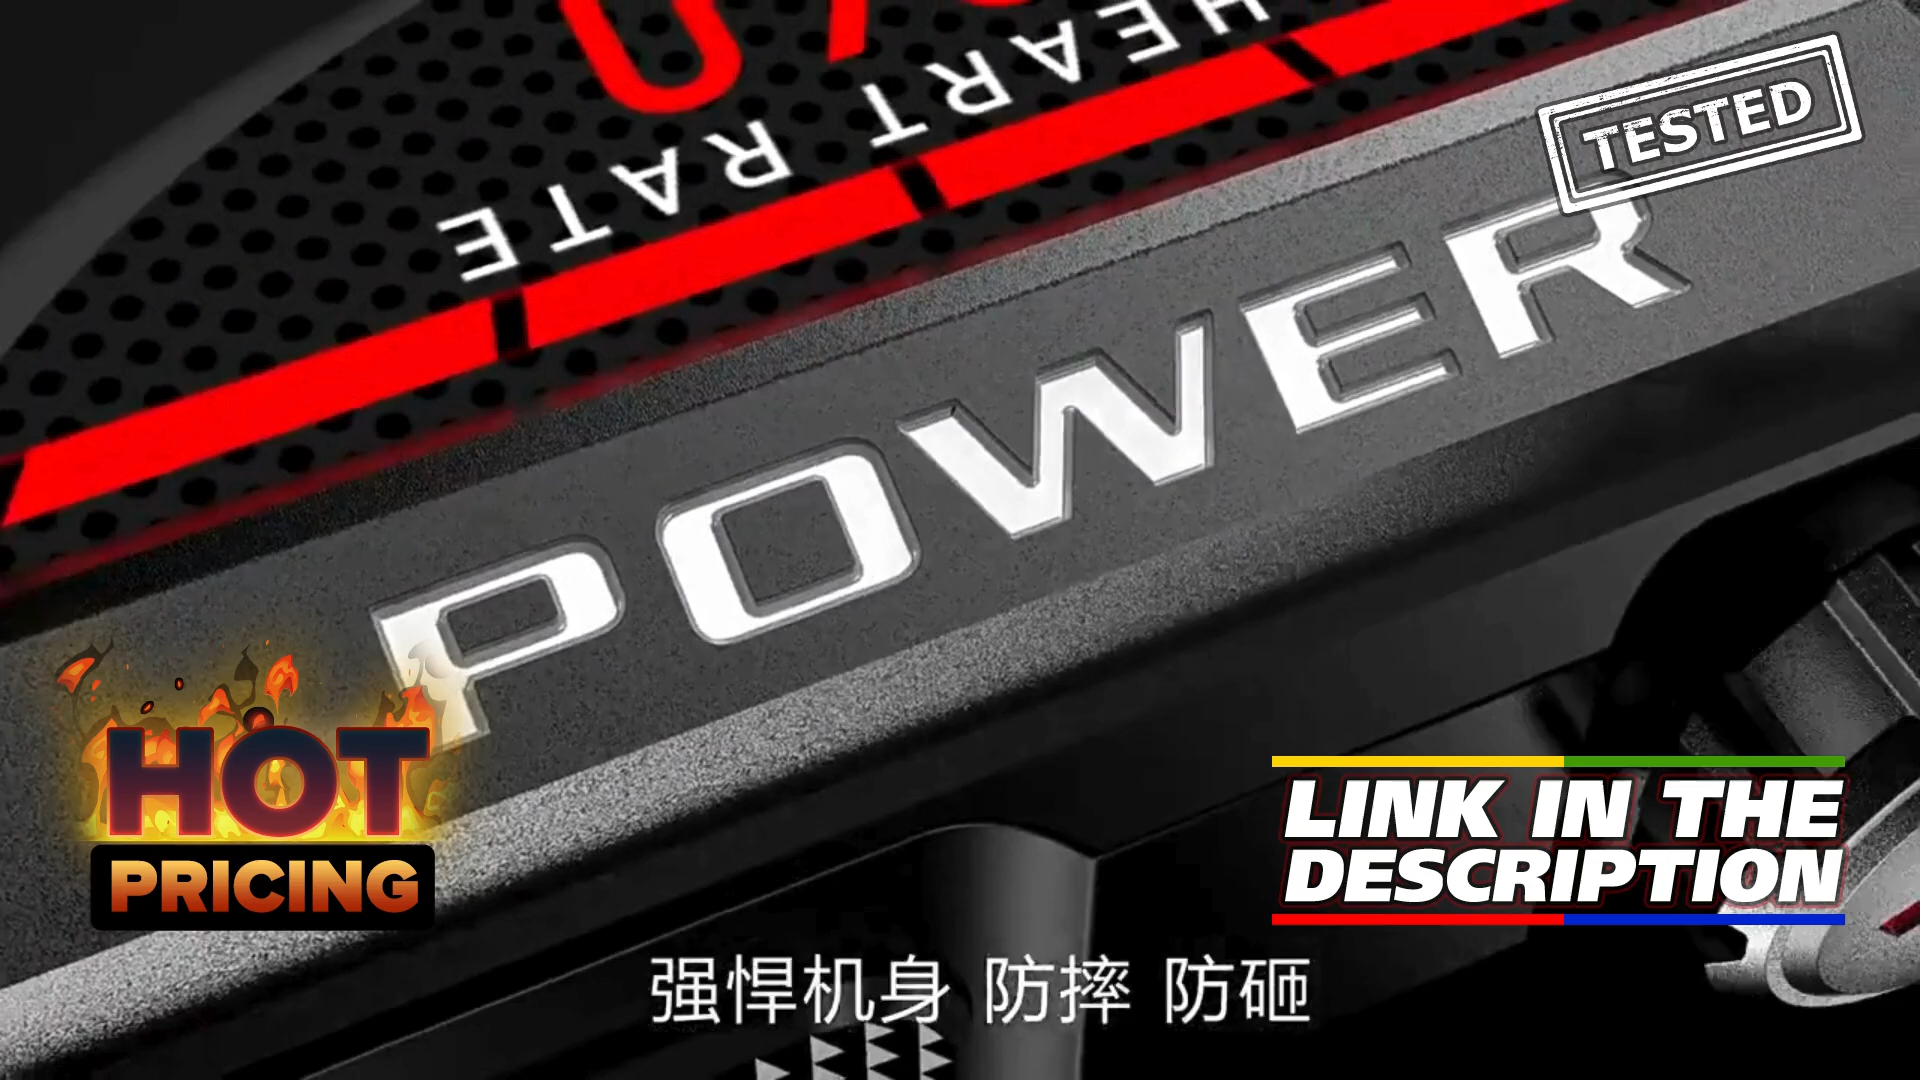 HEART RATE
TESTED
POWER
HOT
PRICING
LINK IN THE
DESCRIPTION
强悍机身 防摔 防砸